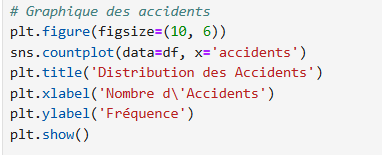 # Graphique des accidents
plt.figure(figsize=(10, 6))
sns.countplot(data=df, x='accidents')
plt.title('Distribution des Accidents')
plt.xlabel('Nombre d\'Accidents')
plt.ylabel('Fréquence')
plt.show()